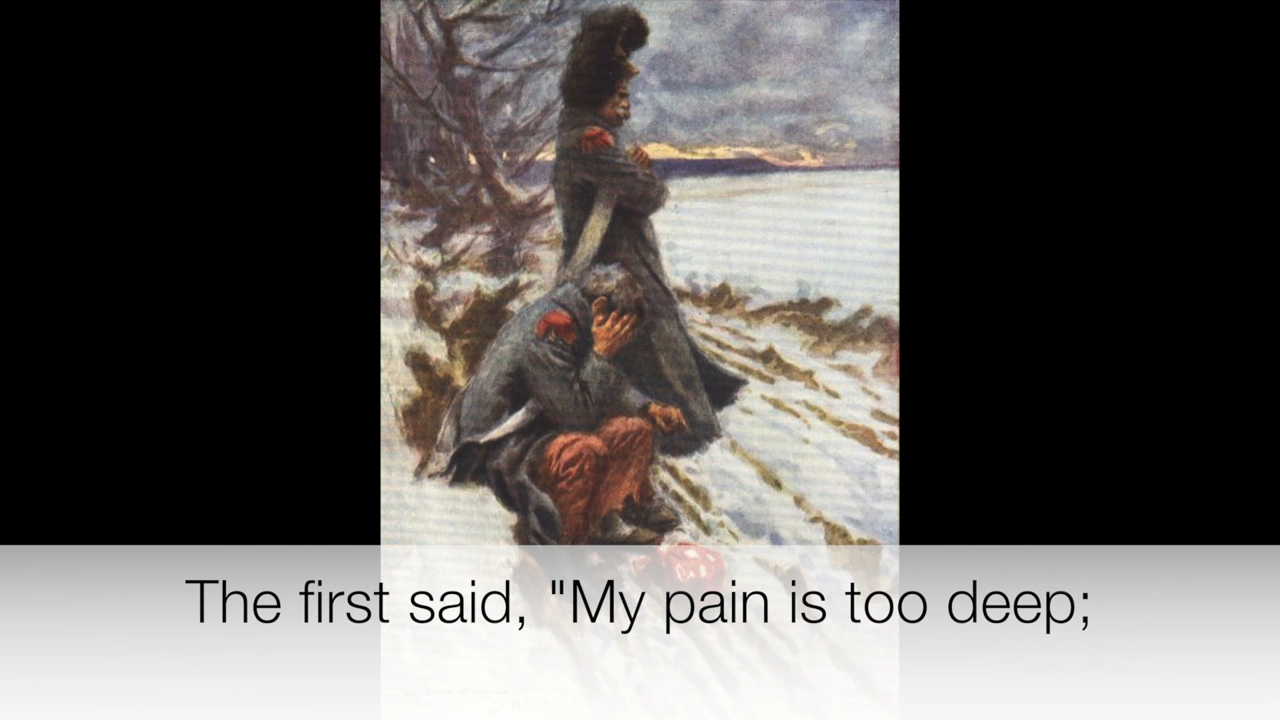 The first said, "My pain is too deep;